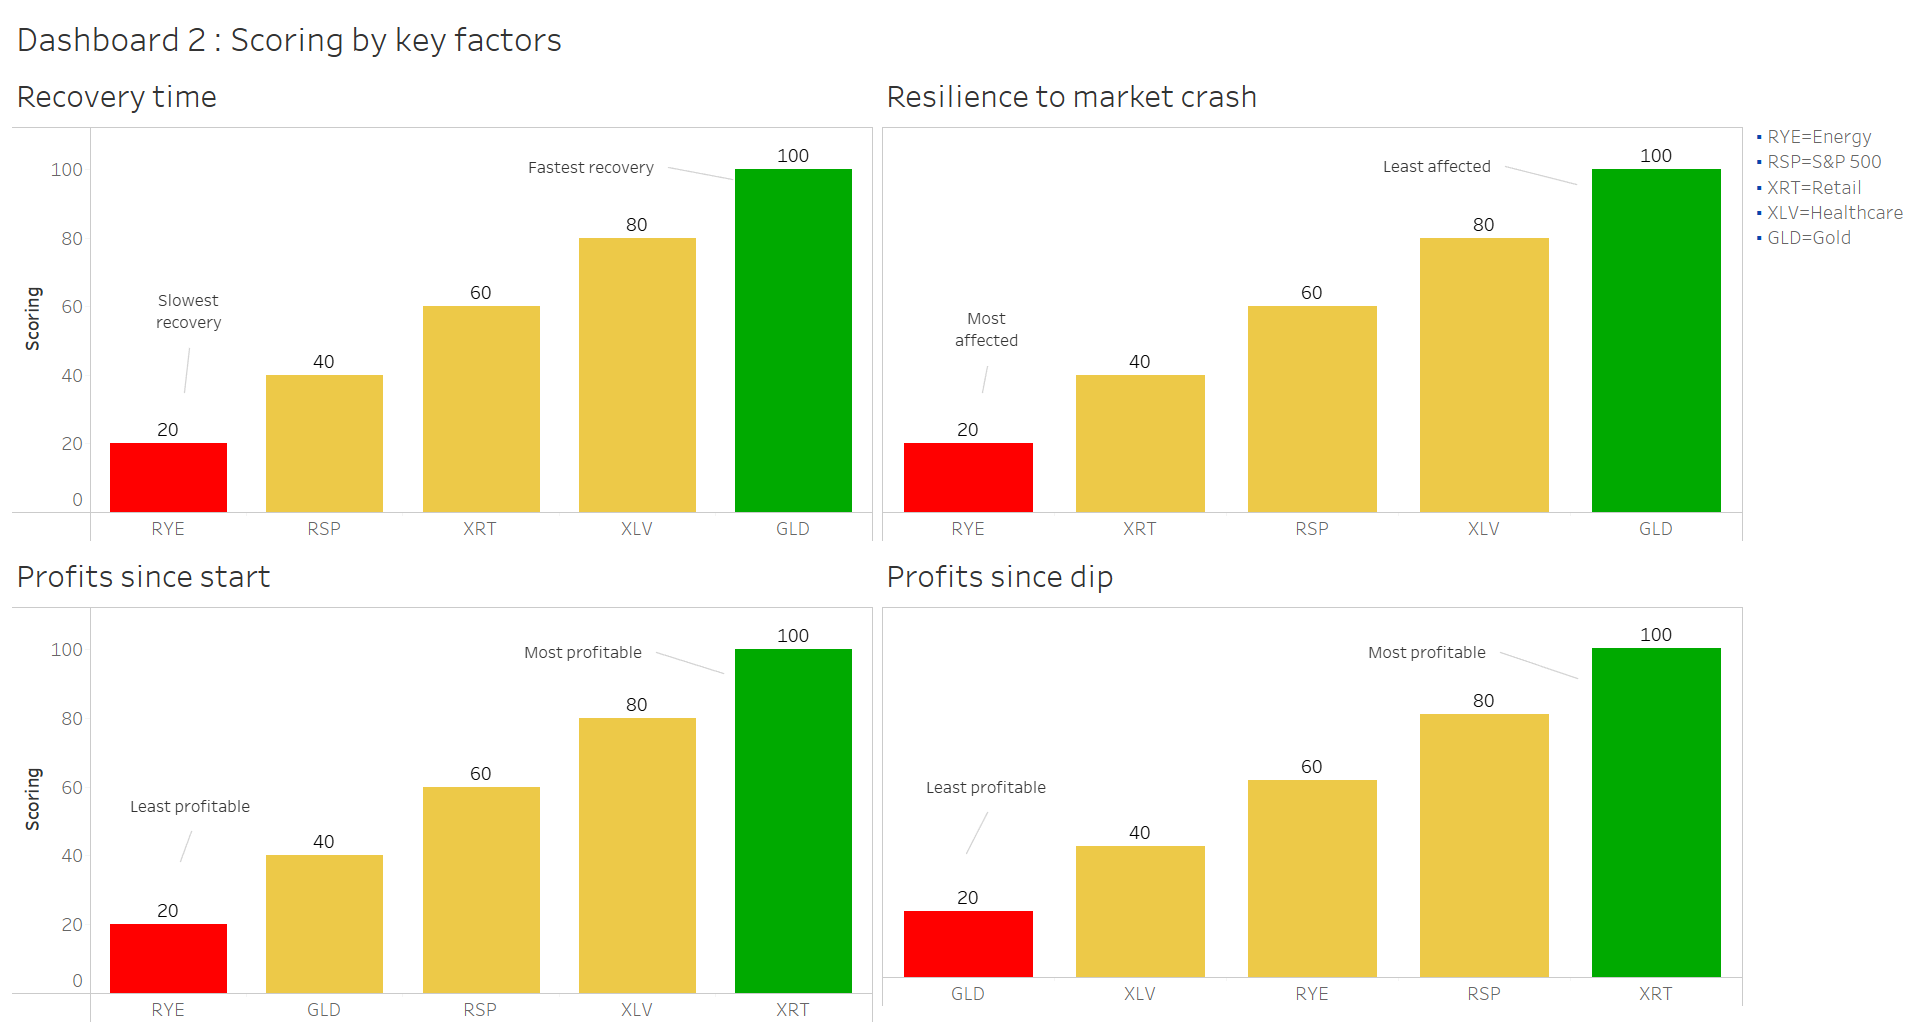 Dashboard 2 : Scoring by key factors
Recovery time
Scoring
100
80
60
40
20
0
Slowest
recovery
Fastest recovery
20
40
60
80
100
RYE
RSP
XRT
XLV
GLD
Resilience to market crash
Most
affected
Least affected
20
40
60
80
100
RYE
XRT
RSP
XLV
GLD
▪ RYE=Energy
▪ RSP=S&P 500
▪ XRT=Retail
▪ XLV=Healthcare
▪ GLD=Gold
Profits since start
Scoring
100
80
60
40
20
0
Least profitable
Most profitable
20
40
60
80
100
RYE
GLD
RSP
XLV
XRT
Profits since dip
Least profitable
Most profitable
20
40
60
80
100
GLD
XLV
RYE
RSP
XRT